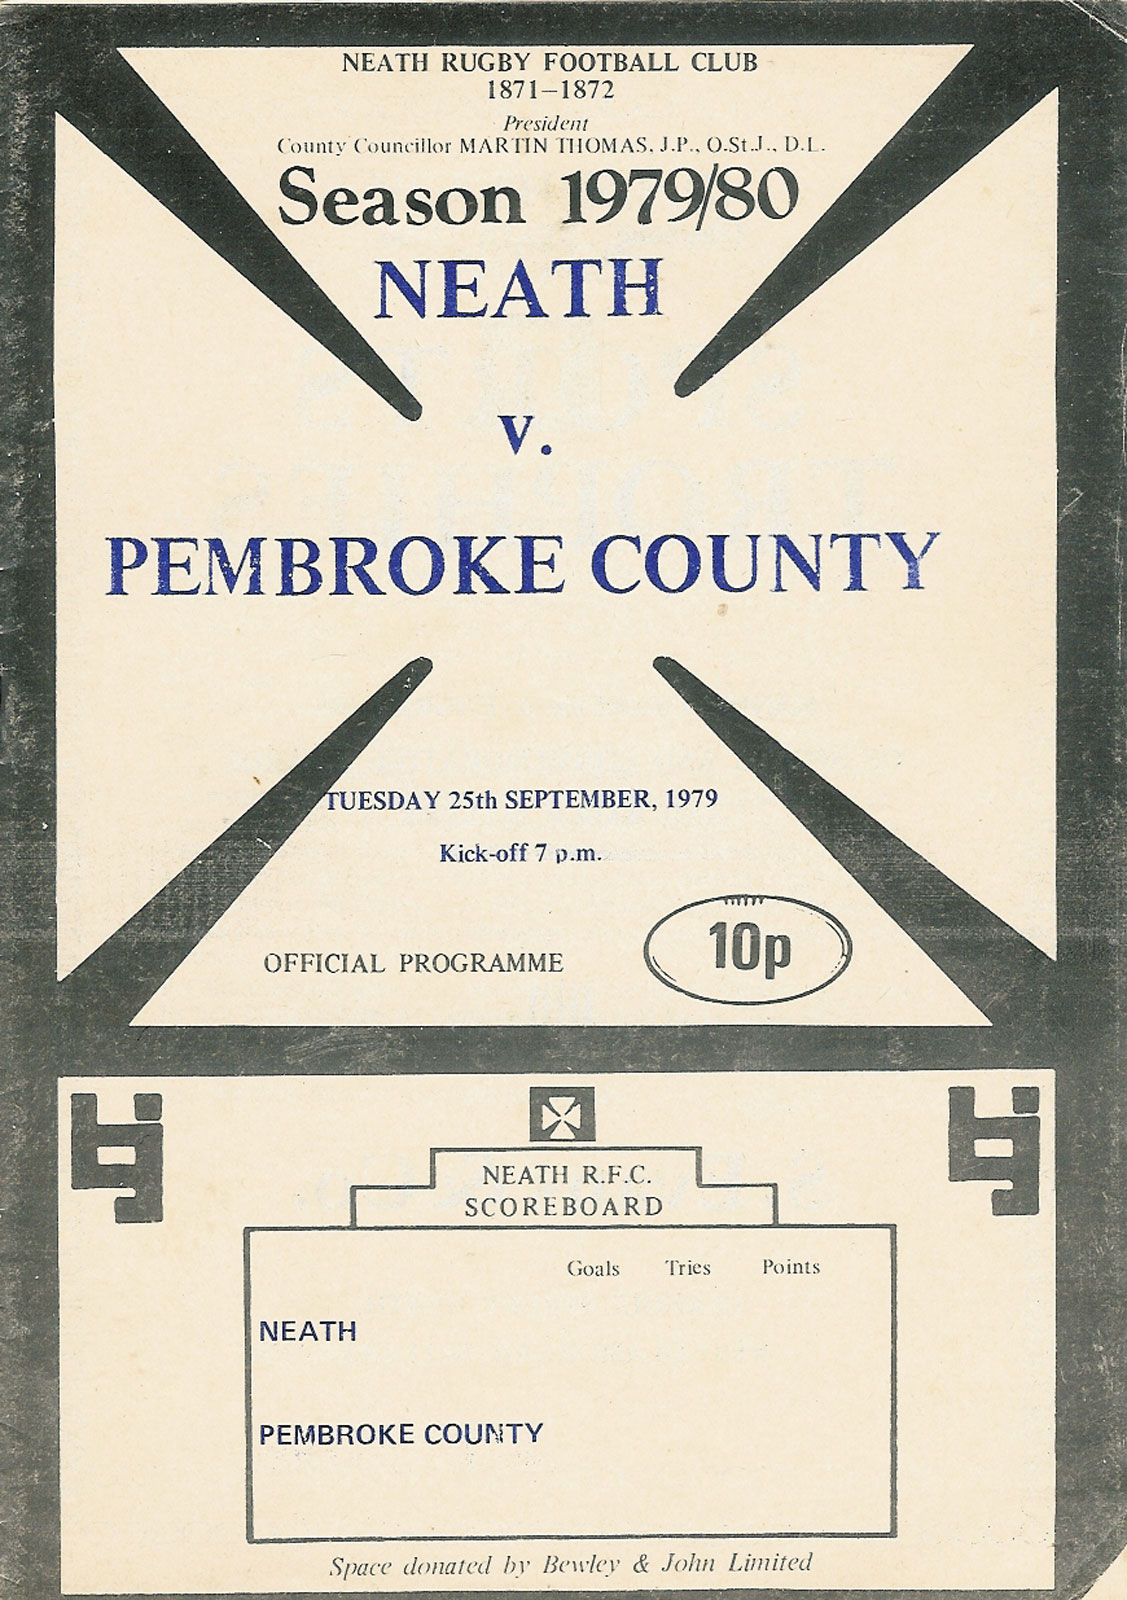 NEATH RUGBY FOOTBALL CLUB
1871–1872
President
County Councillor MARTIN THOMAS, J.P., O.St.J., D.L.
Season 1979/80
NEATH
v.
PEMBROKE COUNTY
TUESDAY 25th SEPTEMBER, 1979
Kick-off 7 p.m.
OFFICIAL PROGRAMME
10p
NEATH R.F.C.
SCOREBOARD
Goals Tries Points
NEATH
PEMBROKE COUNTY
Space donated by Bewley & John Limited